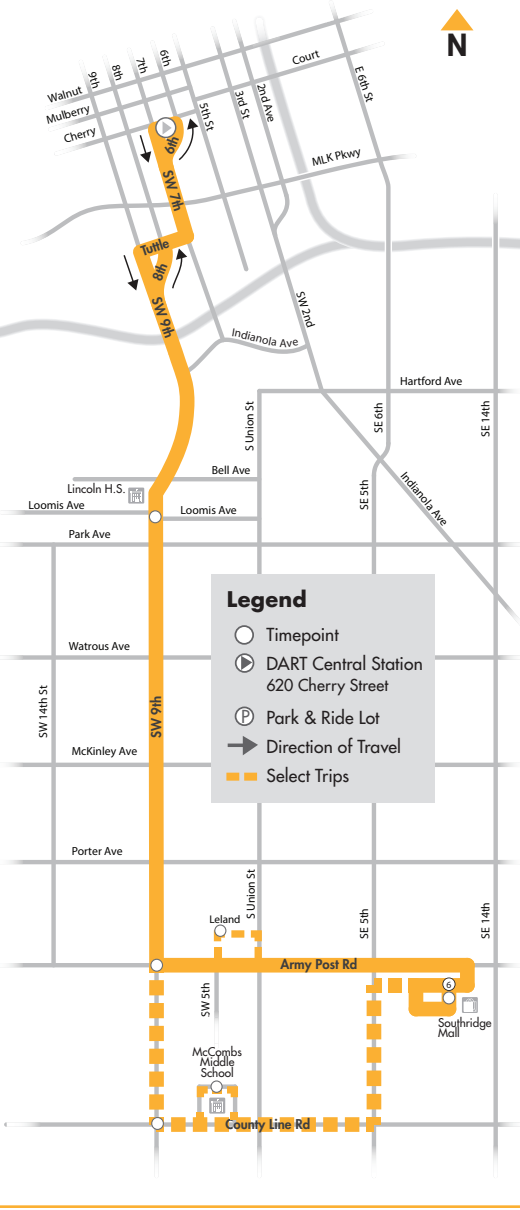 N
6th
7th
8th
9th
Court
E 6th St
Walnut
Mulberry
Cherry
5th St
3rd St
2nd Ave
6th
MLK Pkwy
SW 7th
Tuttle
8th
SW 9th
SW 2nd
Indianola Ave
Hartford Ave
S Union St
SE 6th
SE 14th
Bell Ave
Lincoln H.S.
Loomis Ave
Loomis Ave
SE 5th
Indianola Ave
Park Ave
Legend
Timepoint
DART Central Station
620 Cherry Street
P Park & Ride Lot
Direction of Travel
Select Trips
Watrous Ave
SW 14th St
SW 9th
McKinley Ave
Porter Ave
S Union St
SE 5th
SE 14th
Leland
Army Post Rd
SW 5th
6
Southridge
Mall
McCombs
Middle
School
County Line Rd